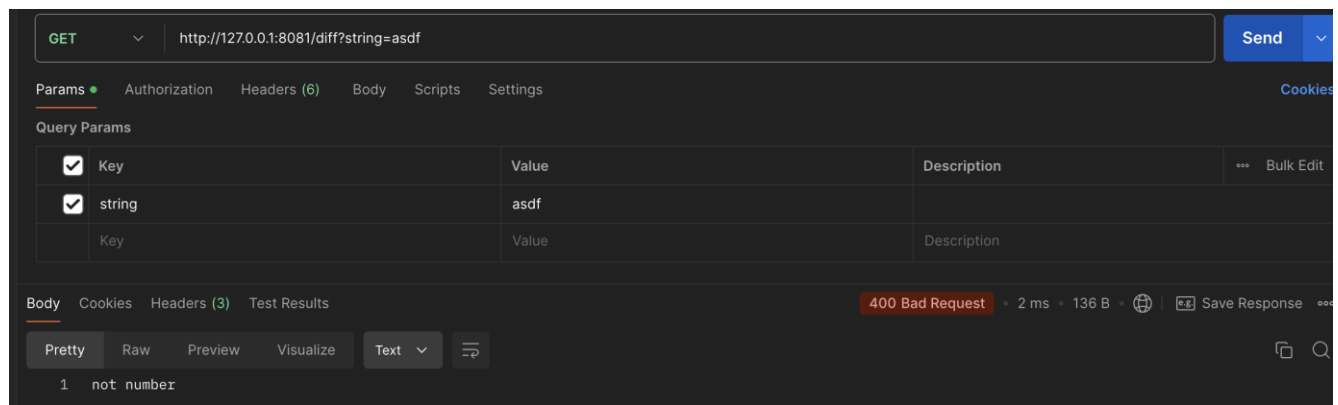 GET http://127.0.0.1:8081/diff?string=asdf Send
Params Authorization Headers (6) Body Scripts Settings Cookies
Query Params
Key Value Description Bulk Edit
string asdf
Key Value Description
Body Cookies Headers (3) Test Results 400 Bad Request 2 ms 136 B e.g. Save Response
Pretty Raw Preview Visualize Text
1 not number